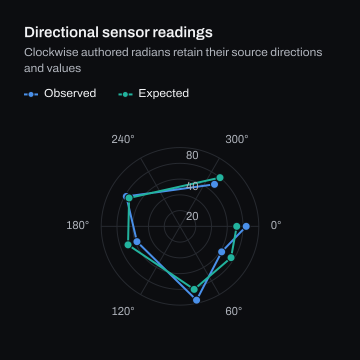 Directional sensor readings
Clockwise authored radians retain their source directions
and values
Observed Expected
240° 300°
80
40
180° 20 0°
120° 60°